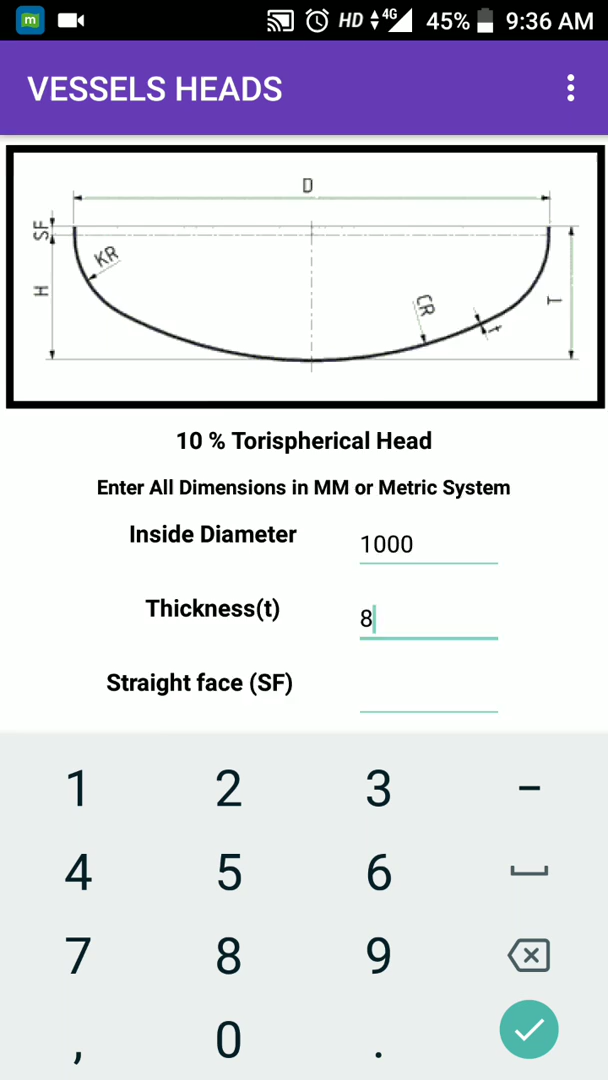 m HD 4G 45% 9:36 AM
VESSELS HEADS
D
SF
KR
H
CR
t
T
10 % Torispherical Head
Enter All Dimensions in MM or Metric System
Inside Diameter 1000
Thickness(t) 8
Straight face (SF)
1 2 3 -
4 5 6
7 8 9
, 0 .